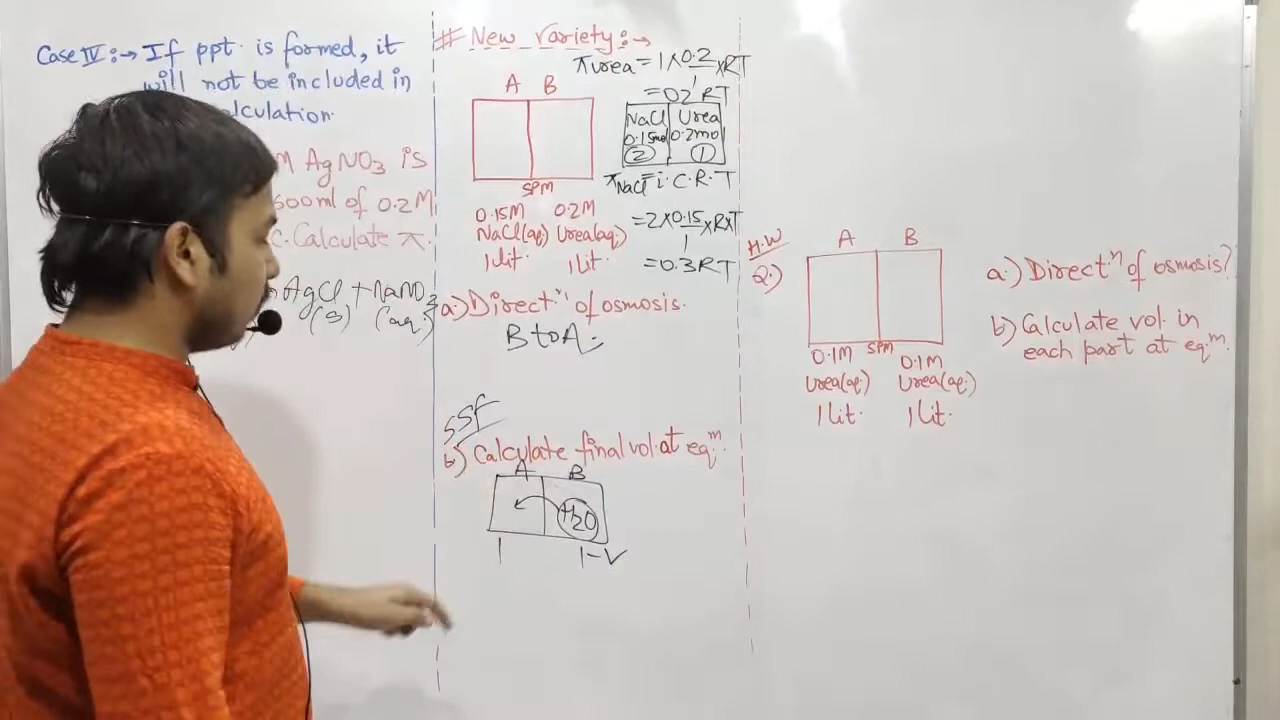 Case IV :→ If ppt. is formed, it
will not be included in
calculation.
M AgNO3 is
500 ml of 0.2 M
c. Calculate π.
AgCl + NaNO3
(s) (aq.)
# New Variety :→
A B
SPM
0.15M 0.2M
NaCl(aq) Urea(aq)
1 Lit. 1 Lit.
πurea = 1 × 0.2/1 × RT
= 0.2 RT
NaCl Urea
0.15mo 0.2mo
2 1
πNaCl = i. C. R. T
= 2 × 0.15/1 × R × T
= 0.3 RT
a.) Directn of osmosis.
B to A.
SSF
b) Calculate final vol. at eqm.
A B
H2O
1 1-V
H.W
Q.)
A B
SPM
0.1M 0.1M
Urea(aq.) Urea(aq.)
1 Lit. 1 Lit.
a.) Directn of osmosis?
b) Calculate vol. in
each part at eqm.